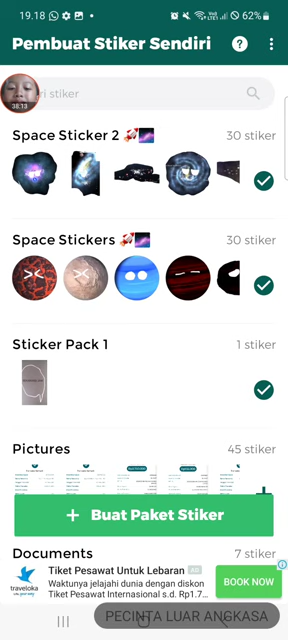 19.18
62%
Pembuat Stiker Sendiri
?
ri stiker
38:13
Space Sticker 2 🚀🌌 30 stiker
Space Stickers 🚀🌌 30 stiker
Sticker Pack 1 1 stiker
Pictures 45 stiker
+ Buat Paket Stiker
Documents 7 stiker
Tiket Pesawat Untuk Lebaran AD
Waktunya jelajahi dunia dengan diskon
Tiket Pesawat Internasional s.d. Rp1.7...
traveloka
BOOK NOW
PECINTA LUAR ANGKASA